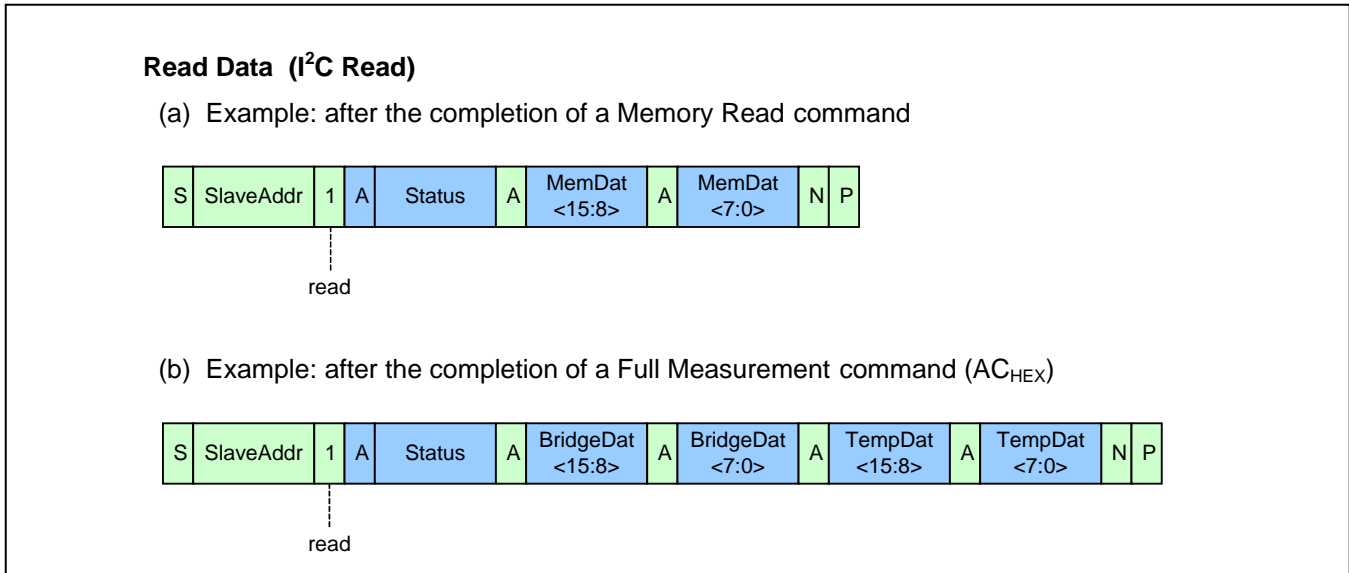 Read Data (I²C Read)
(a) Example: after the completion of a Memory Read command
S SlaveAddr 1 A Status A MemDat <15:8> A MemDat <7:0> N P
read
(b) Example: after the completion of a Full Measurement command (AC_HEX)
S SlaveAddr 1 A Status A BridgeDat <15:8> A BridgeDat <7:0> A TempDat <15:8> A TempDat <7:0> N P
read